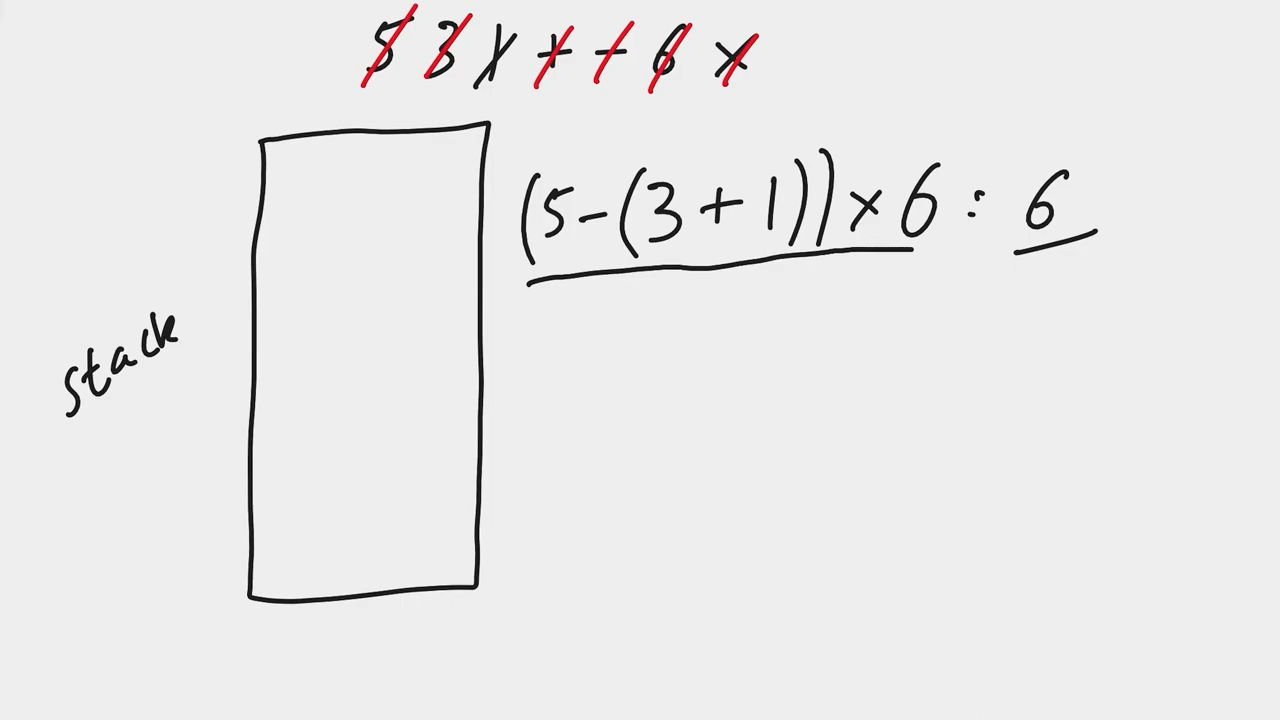 5 3 1 + - 6 ×
(5-(3+1))×6 : 6
stack